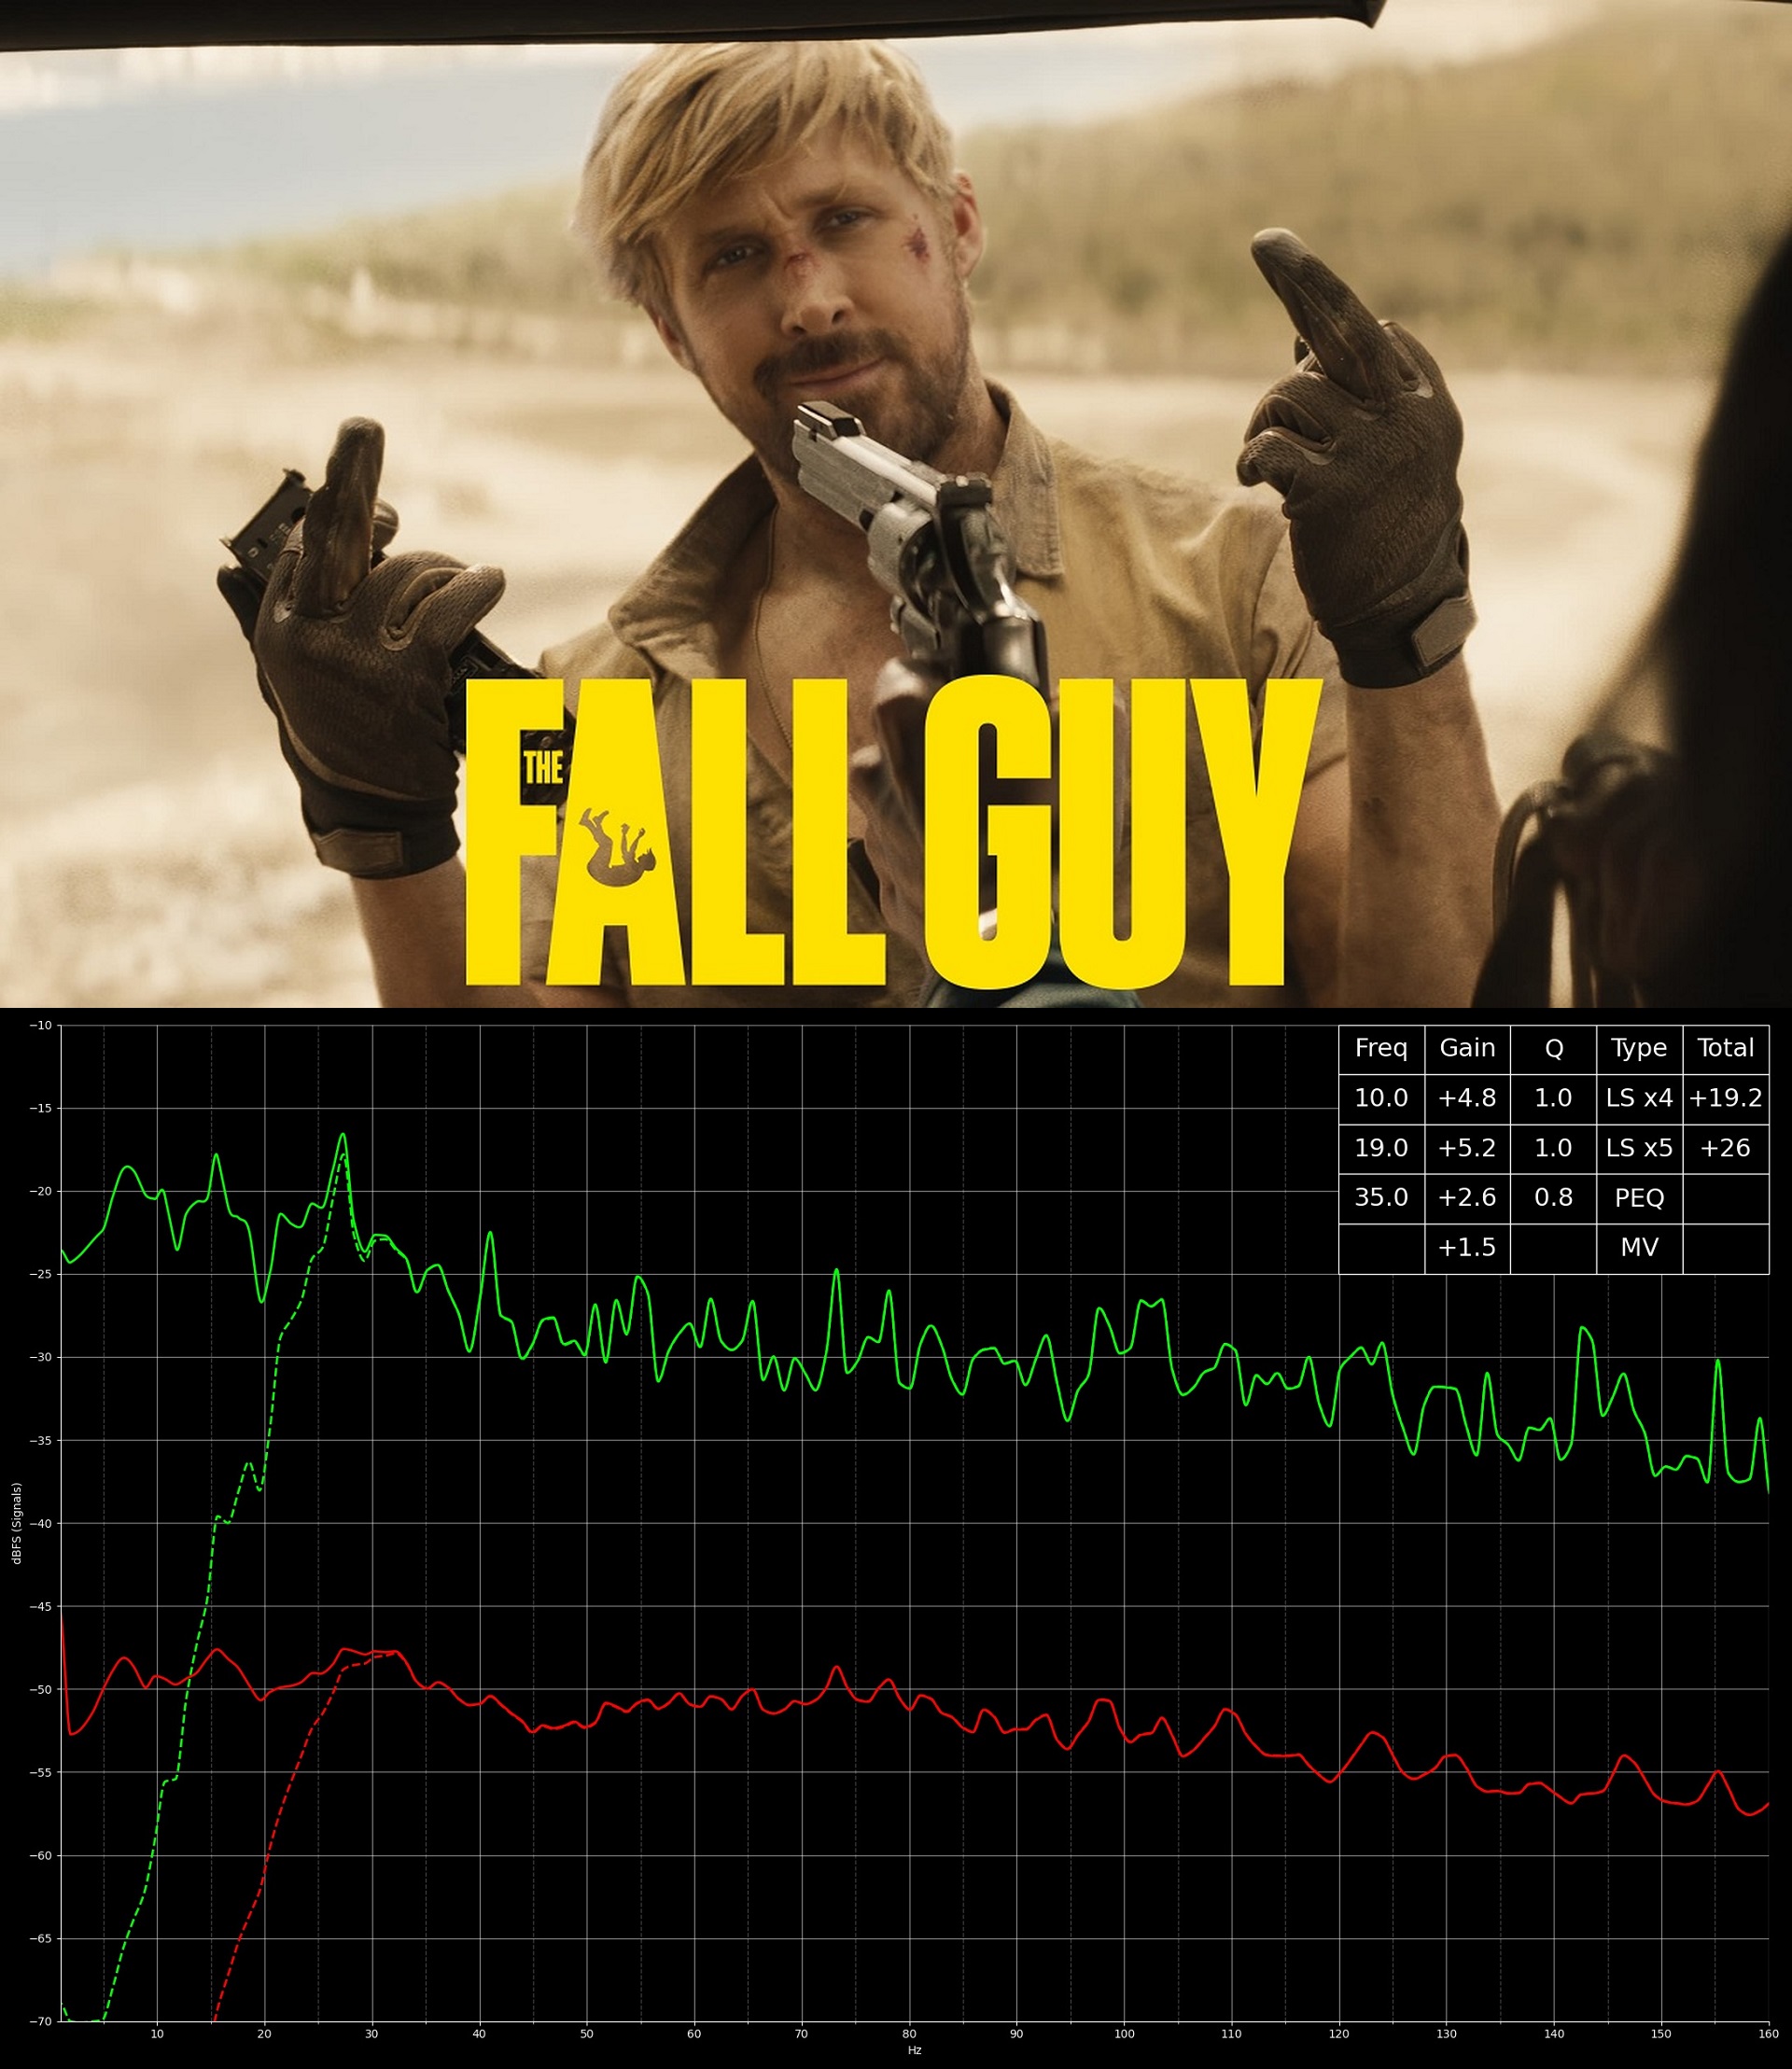 THE
FALL GUY
Freq Gain Q Type Total
10.0 +4.8 1.0 LS x4 +19.2
19.0 +5.2 1.0 LS x5 +26
35.0 +2.6 0.8 PEQ
+1.5 MV
−10
−15
−20
−25
−30
−35
−40
−45
−50
−55
−60
−65
−70
dBFS (Signals)
10 20 30 40 50 60 70 80 90 100 110 120 130 140 150 160
Hz